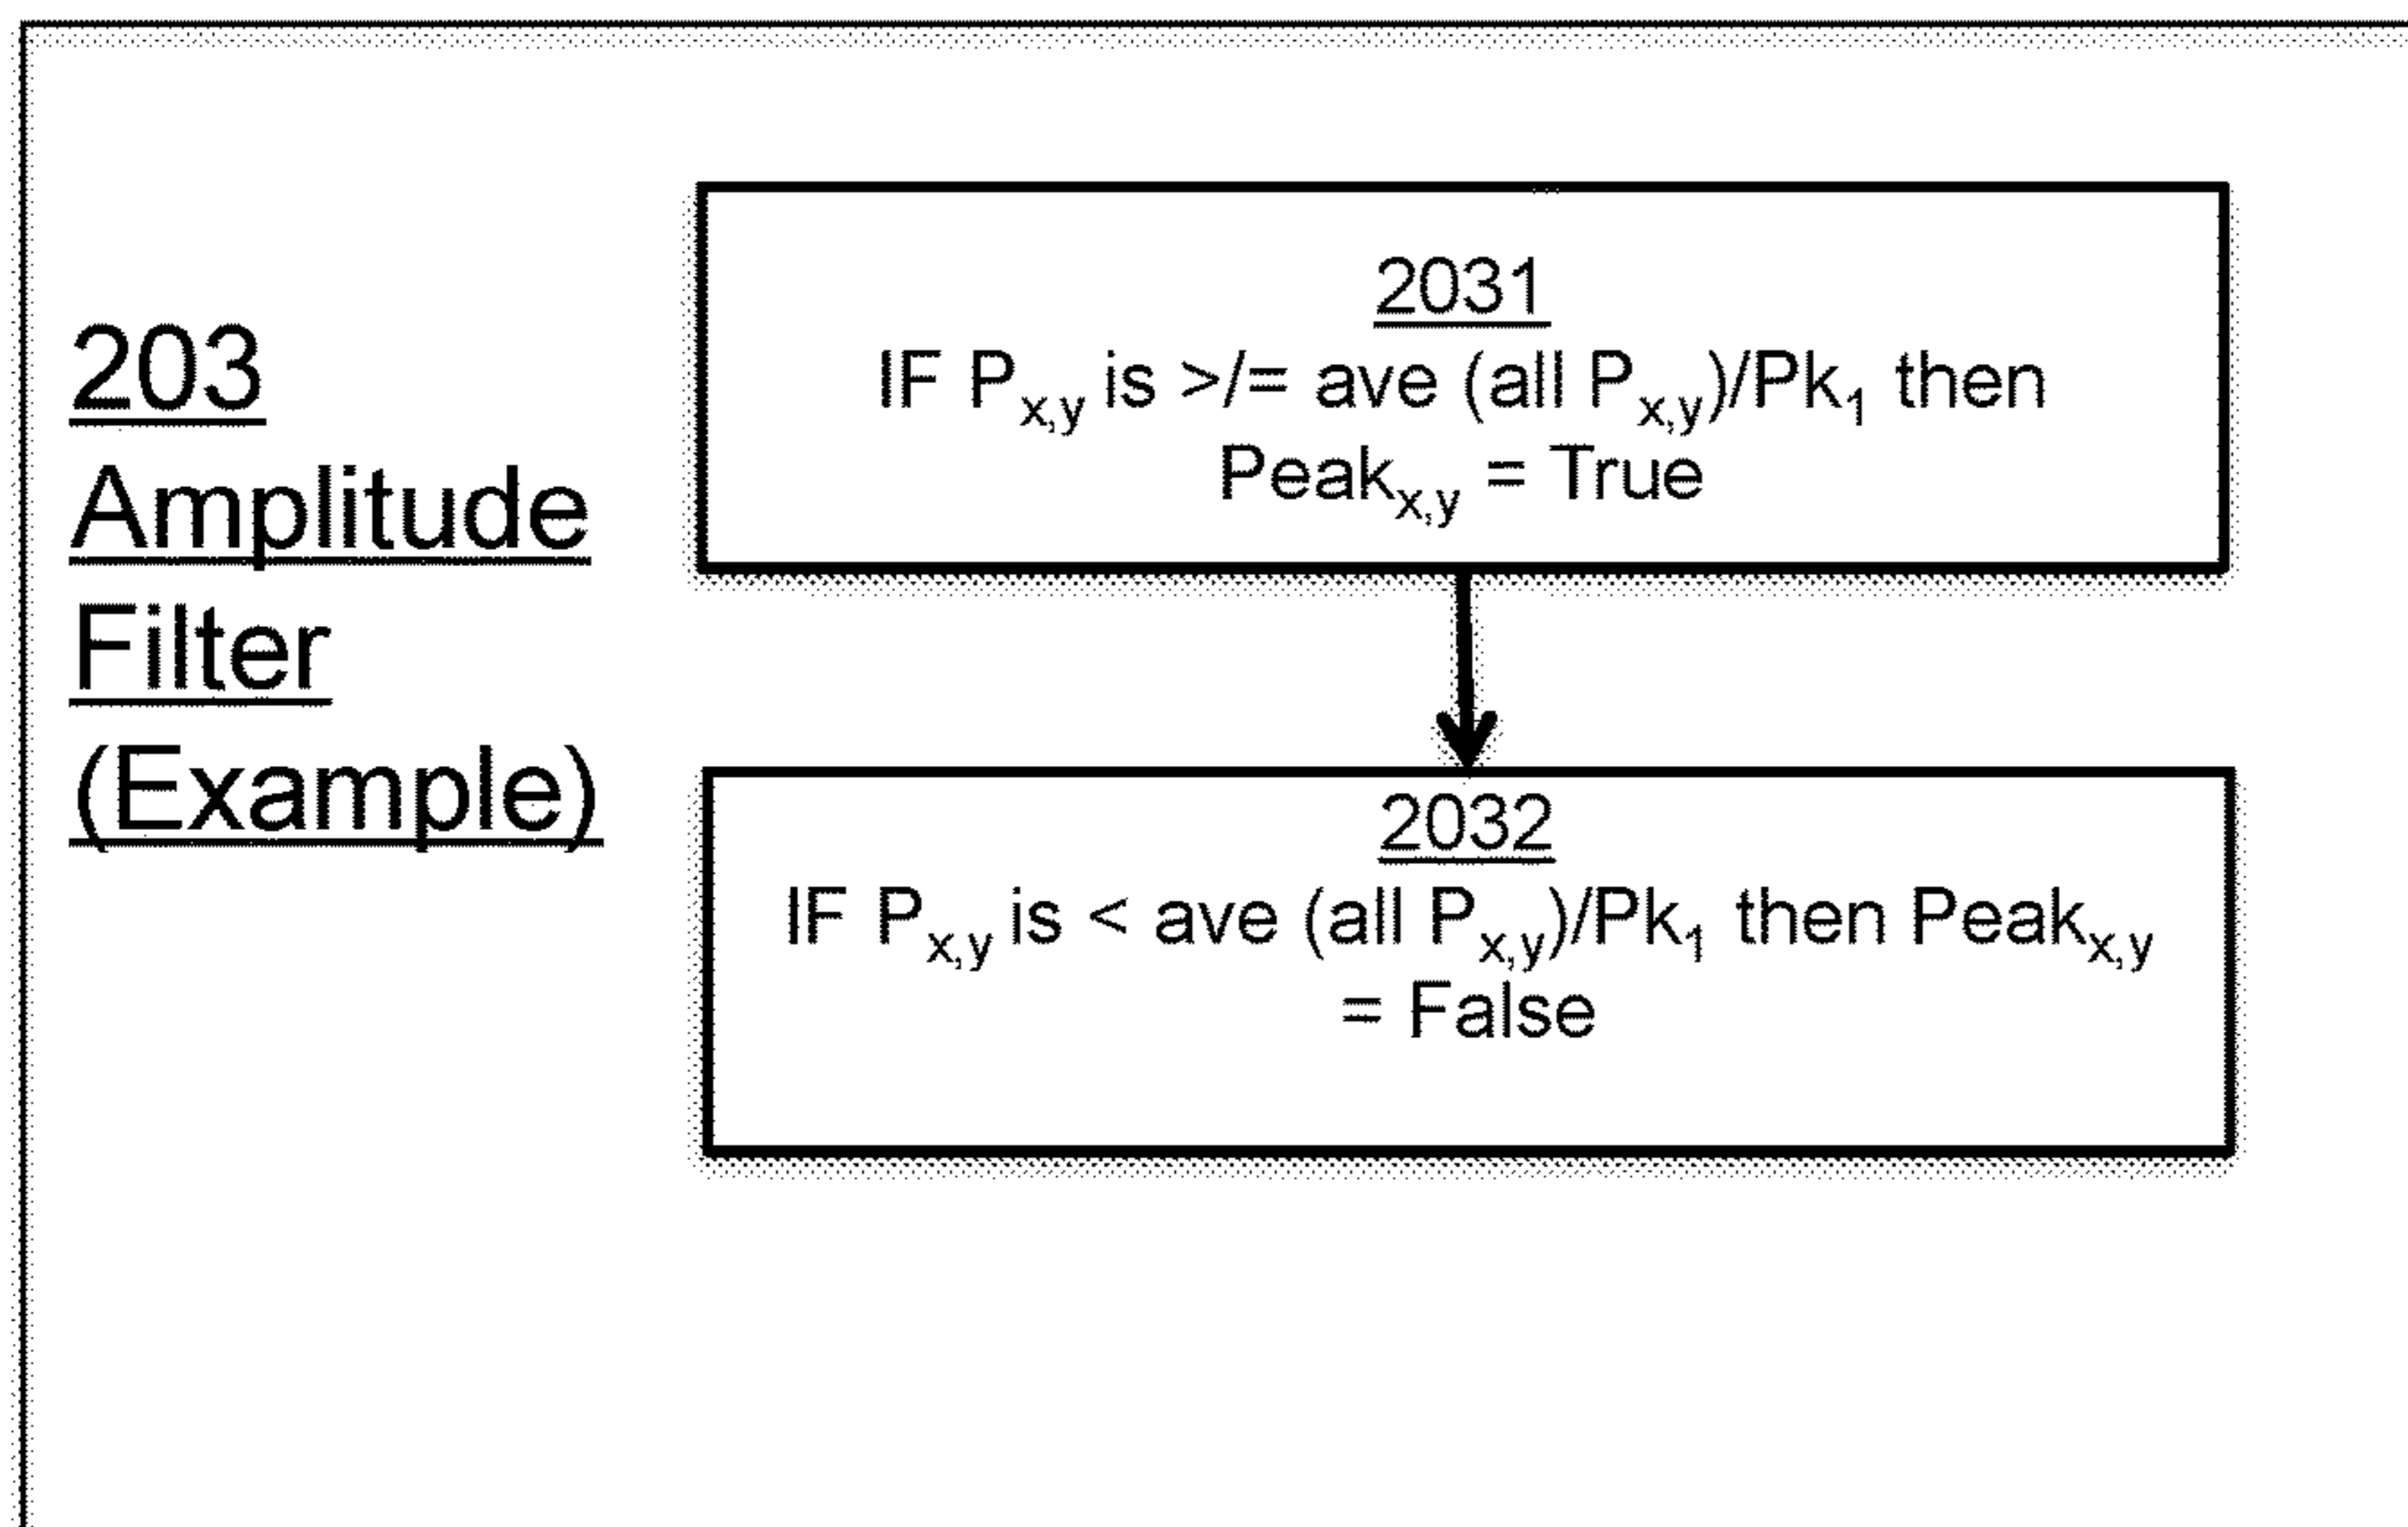 203
Amplitude
Filter
(Example)
2031
IF Pₓ,ᵧ is >/= ave (all Pₓ,ᵧ)/Pk₁ then
Peakₓ,ᵧ = True
2032
IF Pₓ,ᵧ is < ave (all Pₓ,ᵧ)/Pk₁ then Peakₓ,ᵧ
= False